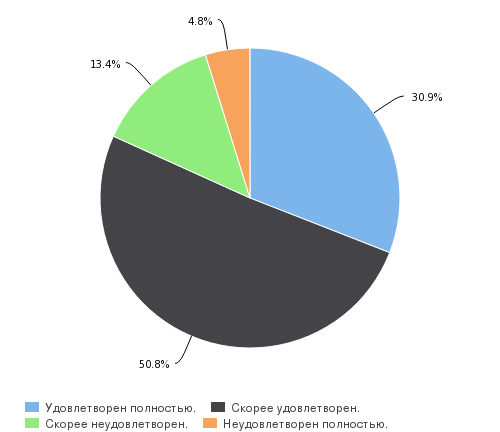 4.8%
13.4%
30.9%
50.8%
Удовлетворен полностью. Скорее удовлетворен.
Скорее неудовлетворен. Неудовлетворен полностью.